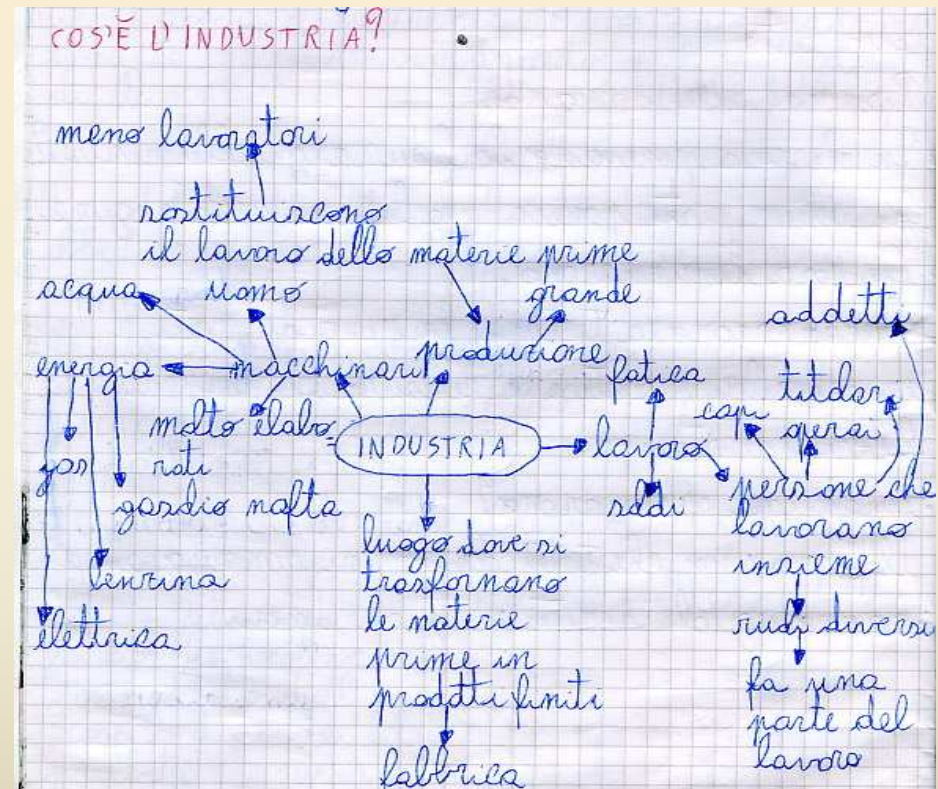 COS'È L'INDUSTRIA?
meno lavoratori
sostituiscono
il lavoro dello materie prime
acqua uomo grande
addetti
energia macchinari produzione
fatica
titolari
capi
molto elabo- INDUSTRIA lavoro operai
gas rati
gasolio nafta soldi persone che
luogo dove si lavorano
benzina trasformano insieme
elettrica le materie ruoli diversi
prime in
prodotti finiti fa una
parte del
fabbrica lavoro